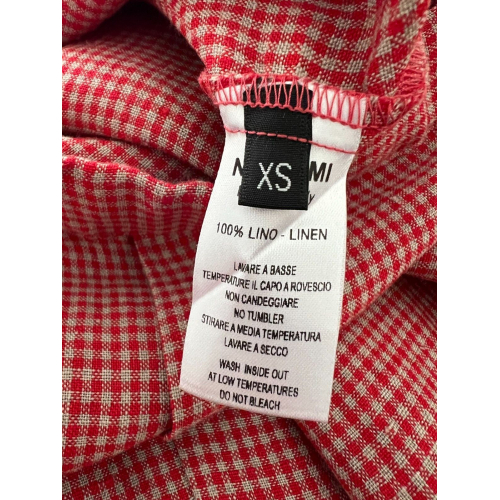 XS
100% LINO - LINEN
LAVARE A BASSE
TEMPERATURE IL CAPO A ROVESCIO
NON CANDEGGIARE
NO TUMBLER
STIRARE A MEDIA TEMPERATURA
LAVARE A SECCO
WASH INSIDE OUT
AT LOW TEMPERATURES
DO NOT BLEACH